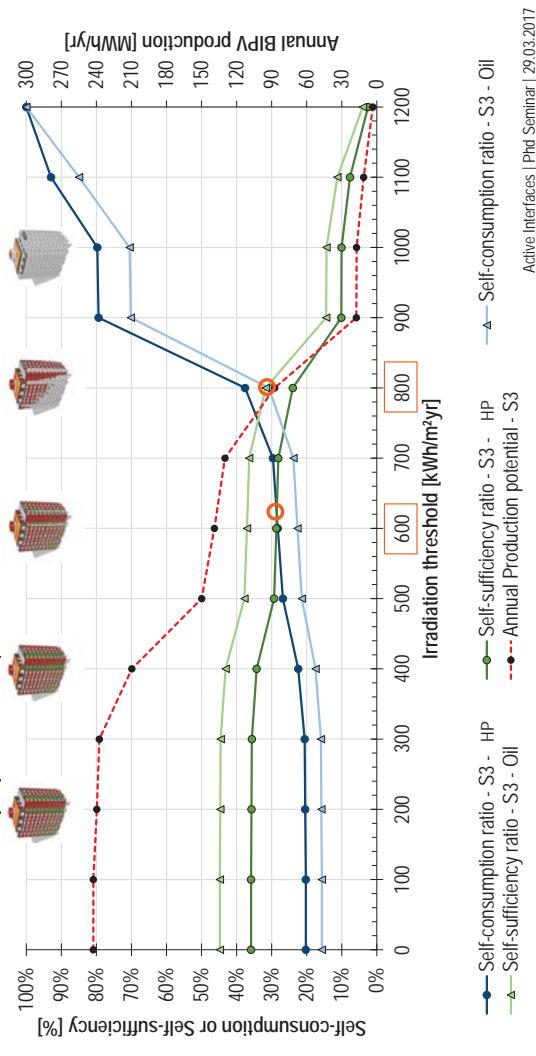 Self-consumption or Self-sufficiency [%]
100%
90%
80%
70%
60%
50%
40%
30%
20%
10%
0%
Annual BIPV production [MWh/yr]
300
270
240
210
180
150
120
90
60
30
0
0 100 200 300 400 500 600 700 800 900 1000 1100 1200
Irradiation threshold [kWh/m²yr]
Self-consumption ratio - S3 - HP
Self-sufficiency ratio - S3 - HP
Self-consumption ratio - S3 - Oil
Self-sufficiency ratio - S3 - Oil
Annual Production potential - S3
Active Interfaces | Phd Seminar | 29.03.2017